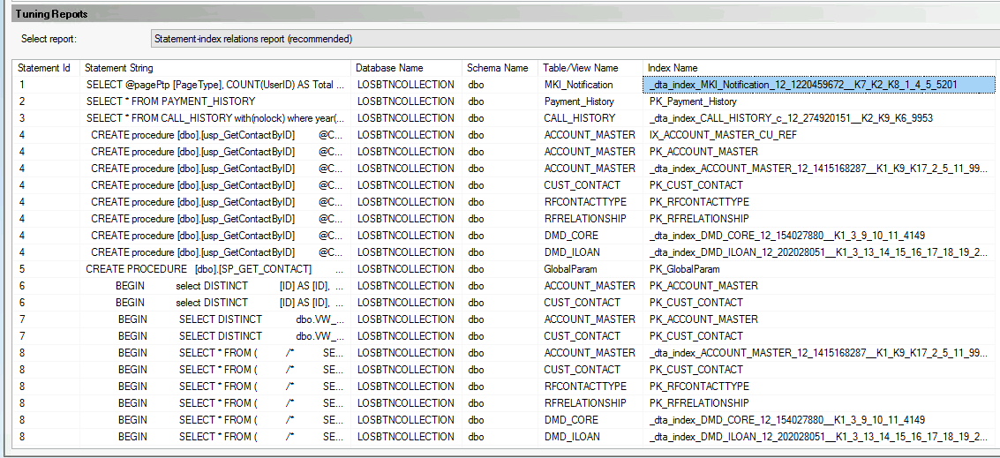 Tuning Reports
Select report: Statement-index relations report (recommended)
Statement Id Statement String Database Name Schema Name Table/View Name Index Name
1 SELECT @pagePtp [PageType], COUNT(UserID) AS Total ... LOSBTNCOLLECTION dbo MKI_Notification _dta_index_MKI_Notification_12_1220459672__K7_K2_K8_1_4_5_5201
2 SELECT * FROM PAYMENT_HISTORY LOSBTNCOLLECTION dbo Payment_History PK_Payment_History
3 SELECT * FROM CALL_HISTORY with(nolock) where year(... LOSBTNCOLLECTION dbo CALL_HISTORY _dta_index_CALL_HISTORY_c_12_274920151__K2_K9_K6_9953
4 CREATE procedure [dbo].[usp_GetContactByID] @C... LOSBTNCOLLECTION dbo ACCOUNT_MASTER IX_ACCOUNT_MASTER_CU_REF
4 CREATE procedure [dbo].[usp_GetContactByID] @C... LOSBTNCOLLECTION dbo ACCOUNT_MASTER PK_ACCOUNT_MASTER
4 CREATE procedure [dbo].[usp_GetContactByID] @C... LOSBTNCOLLECTION dbo ACCOUNT_MASTER _dta_index_ACCOUNT_MASTER_12_1415168287__K1_K9_K17_2_5_11_99...
4 CREATE procedure [dbo].[usp_GetContactByID] @C... LOSBTNCOLLECTION dbo CUST_CONTACT PK_CUST_CONTACT
4 CREATE procedure [dbo].[usp_GetContactByID] @C... LOSBTNCOLLECTION dbo RFCONTACTTYPE PK_RFCONTACTTYPE
4 CREATE procedure [dbo].[usp_GetContactByID] @C... LOSBTNCOLLECTION dbo RFRELATIONSHIP PK_RFRELATIONSHIP
4 CREATE procedure [dbo].[usp_GetContactByID] @C... LOSBTNCOLLECTION dbo DMD_CORE _dta_index_DMD_CORE_12_154027880__K1_3_9_10_11_4149
4 CREATE procedure [dbo].[usp_GetContactByID] @C... LOSBTNCOLLECTION dbo DMD_ILOAN _dta_index_DMD_ILOAN_12_202028051__K1_3_13_14_15_16_17_18_19_2...
5 CREATE PROCEDURE [dbo].[SP_GET_CONTACT] ... LOSBTNCOLLECTION dbo GlobalParam PK_GlobalParam
6 BEGIN select DISTINCT [ID] AS [ID], ... LOSBTNCOLLECTION dbo ACCOUNT_MASTER PK_ACCOUNT_MASTER
6 BEGIN select DISTINCT [ID] AS [ID], ... LOSBTNCOLLECTION dbo CUST_CONTACT PK_CUST_CONTACT
7 BEGIN SELECT DISTINCT dbo.VW_... LOSBTNCOLLECTION dbo ACCOUNT_MASTER PK_ACCOUNT_MASTER
7 BEGIN SELECT DISTINCT dbo.VW_... LOSBTNCOLLECTION dbo CUST_CONTACT PK_CUST_CONTACT
8 BEGIN SELECT * FROM ( /* SE... LOSBTNCOLLECTION dbo ACCOUNT_MASTER _dta_index_ACCOUNT_MASTER_12_1415168287__K1_K9_K17_2_5_11_99...
8 BEGIN SELECT * FROM ( /* SE... LOSBTNCOLLECTION dbo CUST_CONTACT PK_CUST_CONTACT
8 BEGIN SELECT * FROM ( /* SE... LOSBTNCOLLECTION dbo RFCONTACTTYPE PK_RFCONTACTTYPE
8 BEGIN SELECT * FROM ( /* SE... LOSBTNCOLLECTION dbo RFRELATIONSHIP PK_RFRELATIONSHIP
8 BEGIN SELECT * FROM ( /* SE... LOSBTNCOLLECTION dbo DMD_CORE _dta_index_DMD_CORE_12_154027880__K1_3_9_10_11_4149
8 BEGIN SELECT * FROM ( /* SE... LOSBTNCOLLECTION dbo DMD_ILOAN _dta_index_DMD_ILOAN_12_202028051__K1_3_13_14_15_16_17_18_19_2...